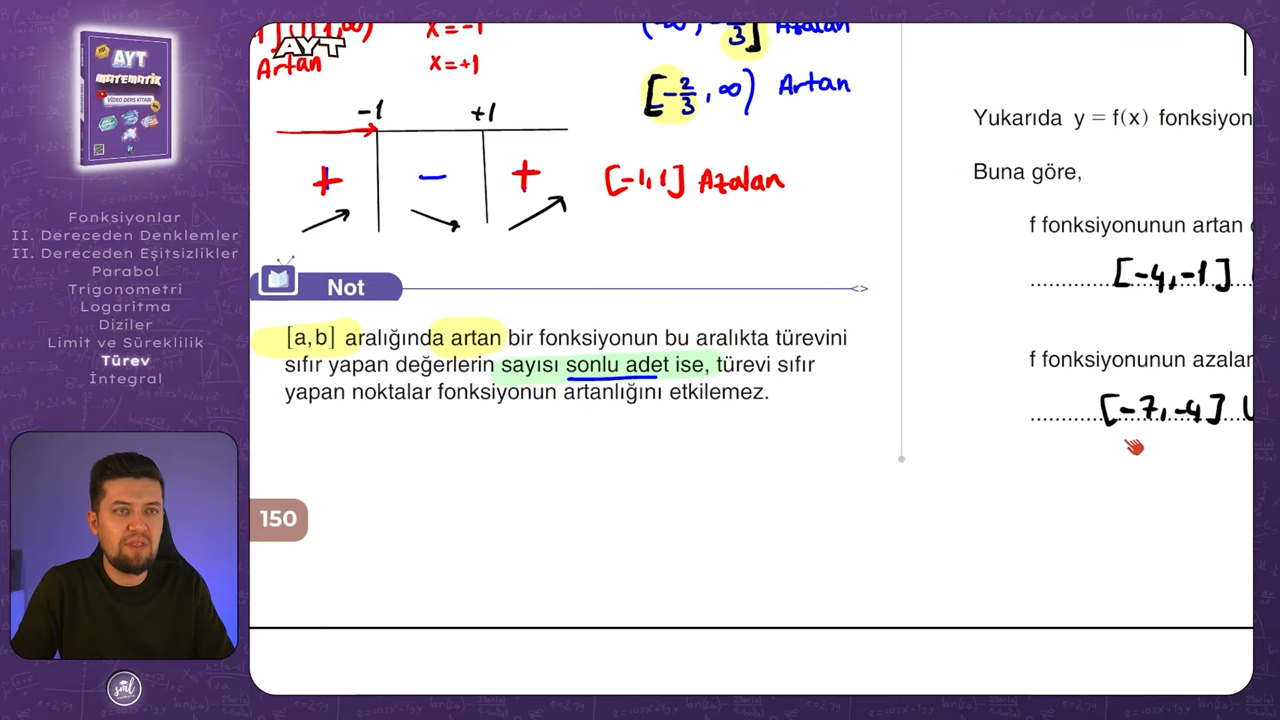 AYT
MATEMATİK
VİDEO DERS KİTABI
Fonksiyonlar
II. Dereceden Denklemler
II. Dereceden Eşitsizlikler
Parabol
Trigonometri
Logaritma
Diziler
Limit ve Süreklilik
Türev
İntegral
sml
AYT
Artan
x=-1
x=+1
Azalan
[-2/3, ∞) Artan
-1 +1
+ - +
[-1,1] Azalan
Not
[a,b] aralığında artan bir fonksiyonun bu aralıkta türevini
sıfır yapan değerlerin sayısı sonlu adet ise, türevi sıfır
yapan noktalar fonksiyonun artanlığını etkilemez.
150
Yukarıda y = f(x) fonksiyon
Buna göre,
f fonksiyonunun artan
[-4,-1]
f fonksiyonunun azalan
[-7,-4] U